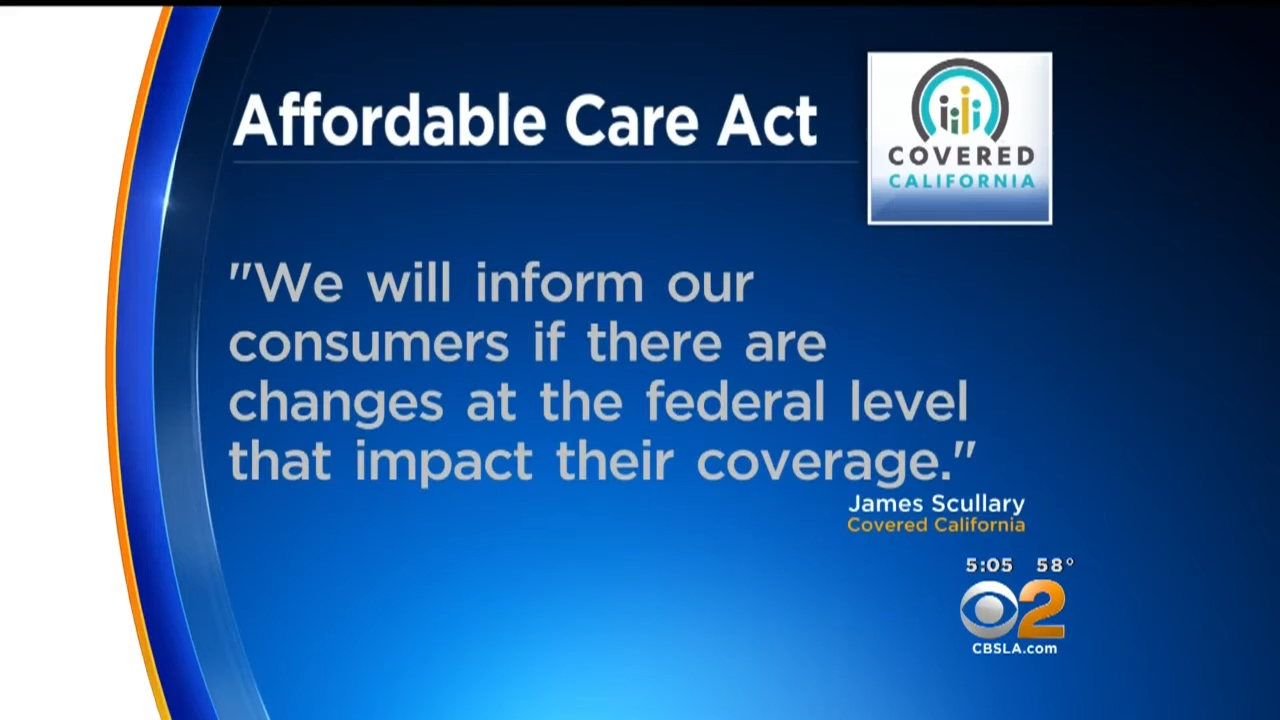 Affordable Care Act
COVERED
CALIFORNIA
"We will inform our
consumers if there are
changes at the federal level
that impact their coverage."
James Scullary
Covered California
5:05 58°
2
CBSLA.com